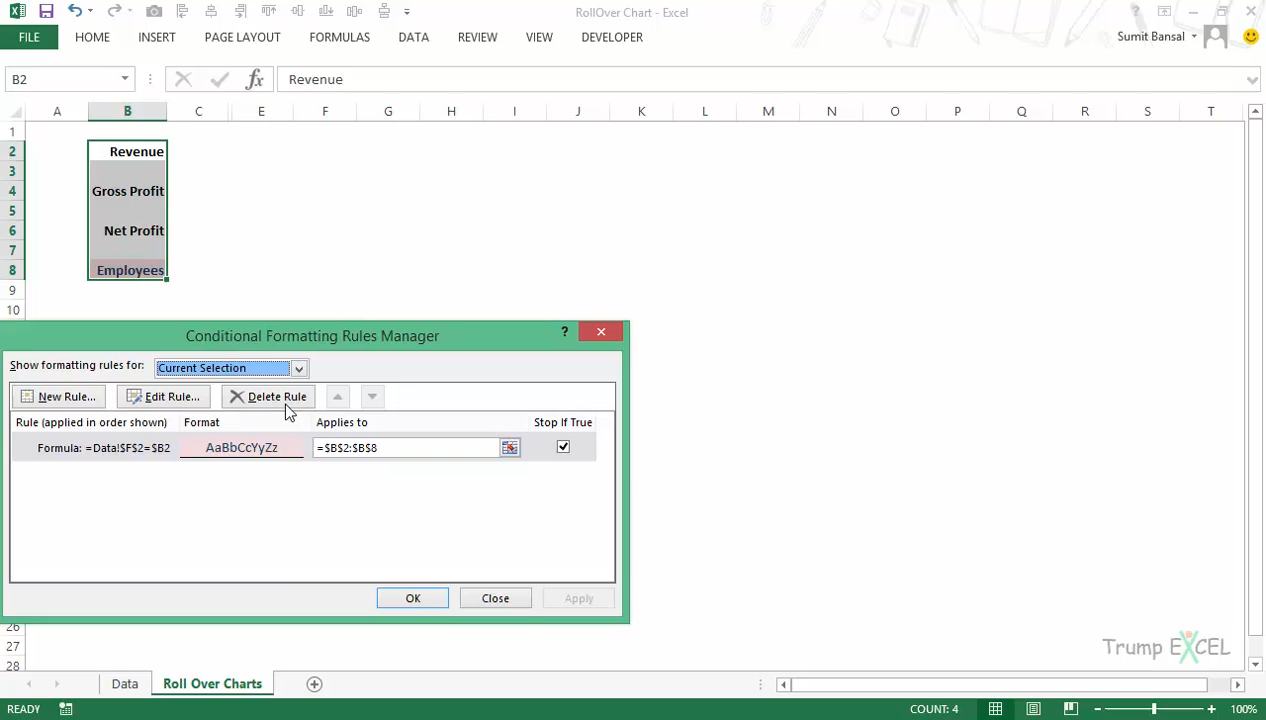 RollOver Chart - Excel
FILE HOME INSERT PAGE LAYOUT FORMULAS DATA REVIEW VIEW DEVELOPER Sumit Bansal
B2 fx Revenue
A B C E F G H I J K L M N O P Q R S T
1
2 Revenue
3
4 Gross Profit
5
6 Net Profit
7
8 Employees
9
10
Conditional Formatting Rules Manager ?
Show formatting rules for: Current Selection
New Rule... Edit Rule... Delete Rule
Rule (applied in order shown) Format Applies to Stop If True
Formula: =Data!$F$2=$B2 AaBbCcYyZz =$B$2:$B$8
OK Close Apply
26
27
28
Trump EXCEL
Data Roll Over Charts
READY COUNT: 4 100%